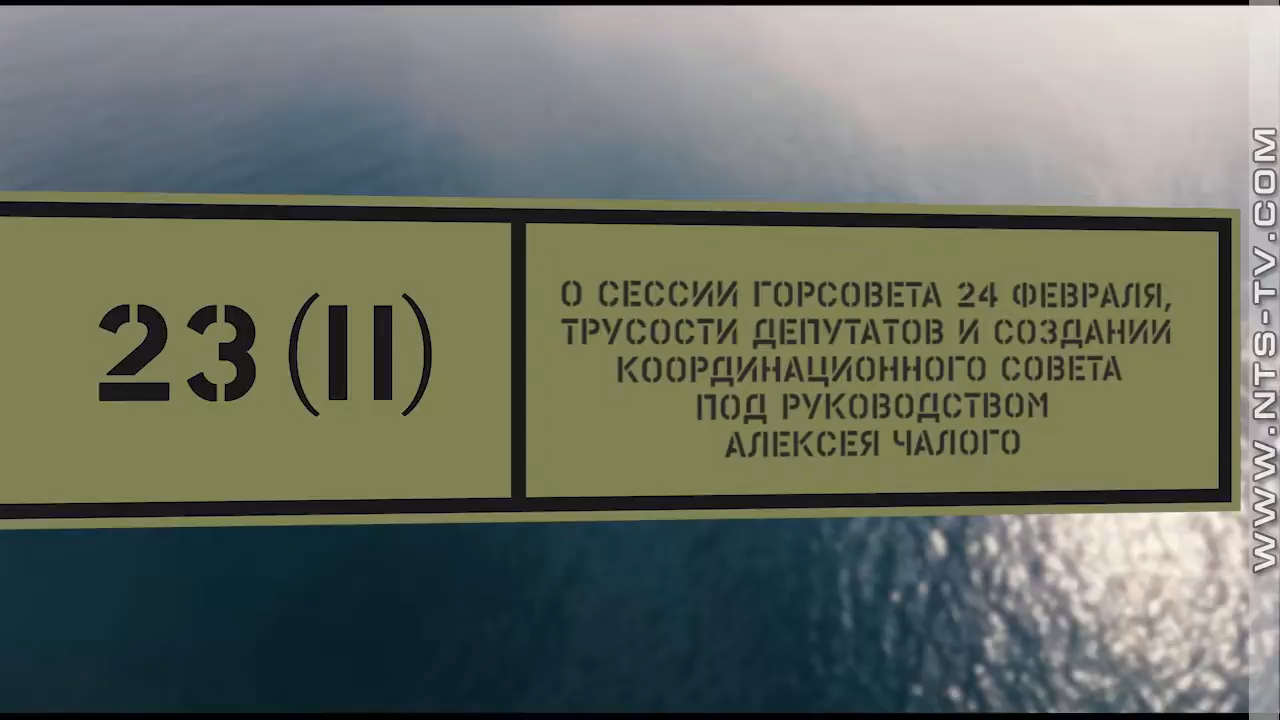 23 (II)
О СЕССИИ ГОРСОВЕТА 24 ФЕВРАЛЯ,
ТРУСОСТИ ДЕПУТАТОВ И СОЗДАНИИ
КООРДИНАЦИОННОГО СОВЕТА
ПОД РУКОВОДСТВОМ
АЛЕКСЕЯ ЧАЛОГО
WWW.NTS-TV.COM